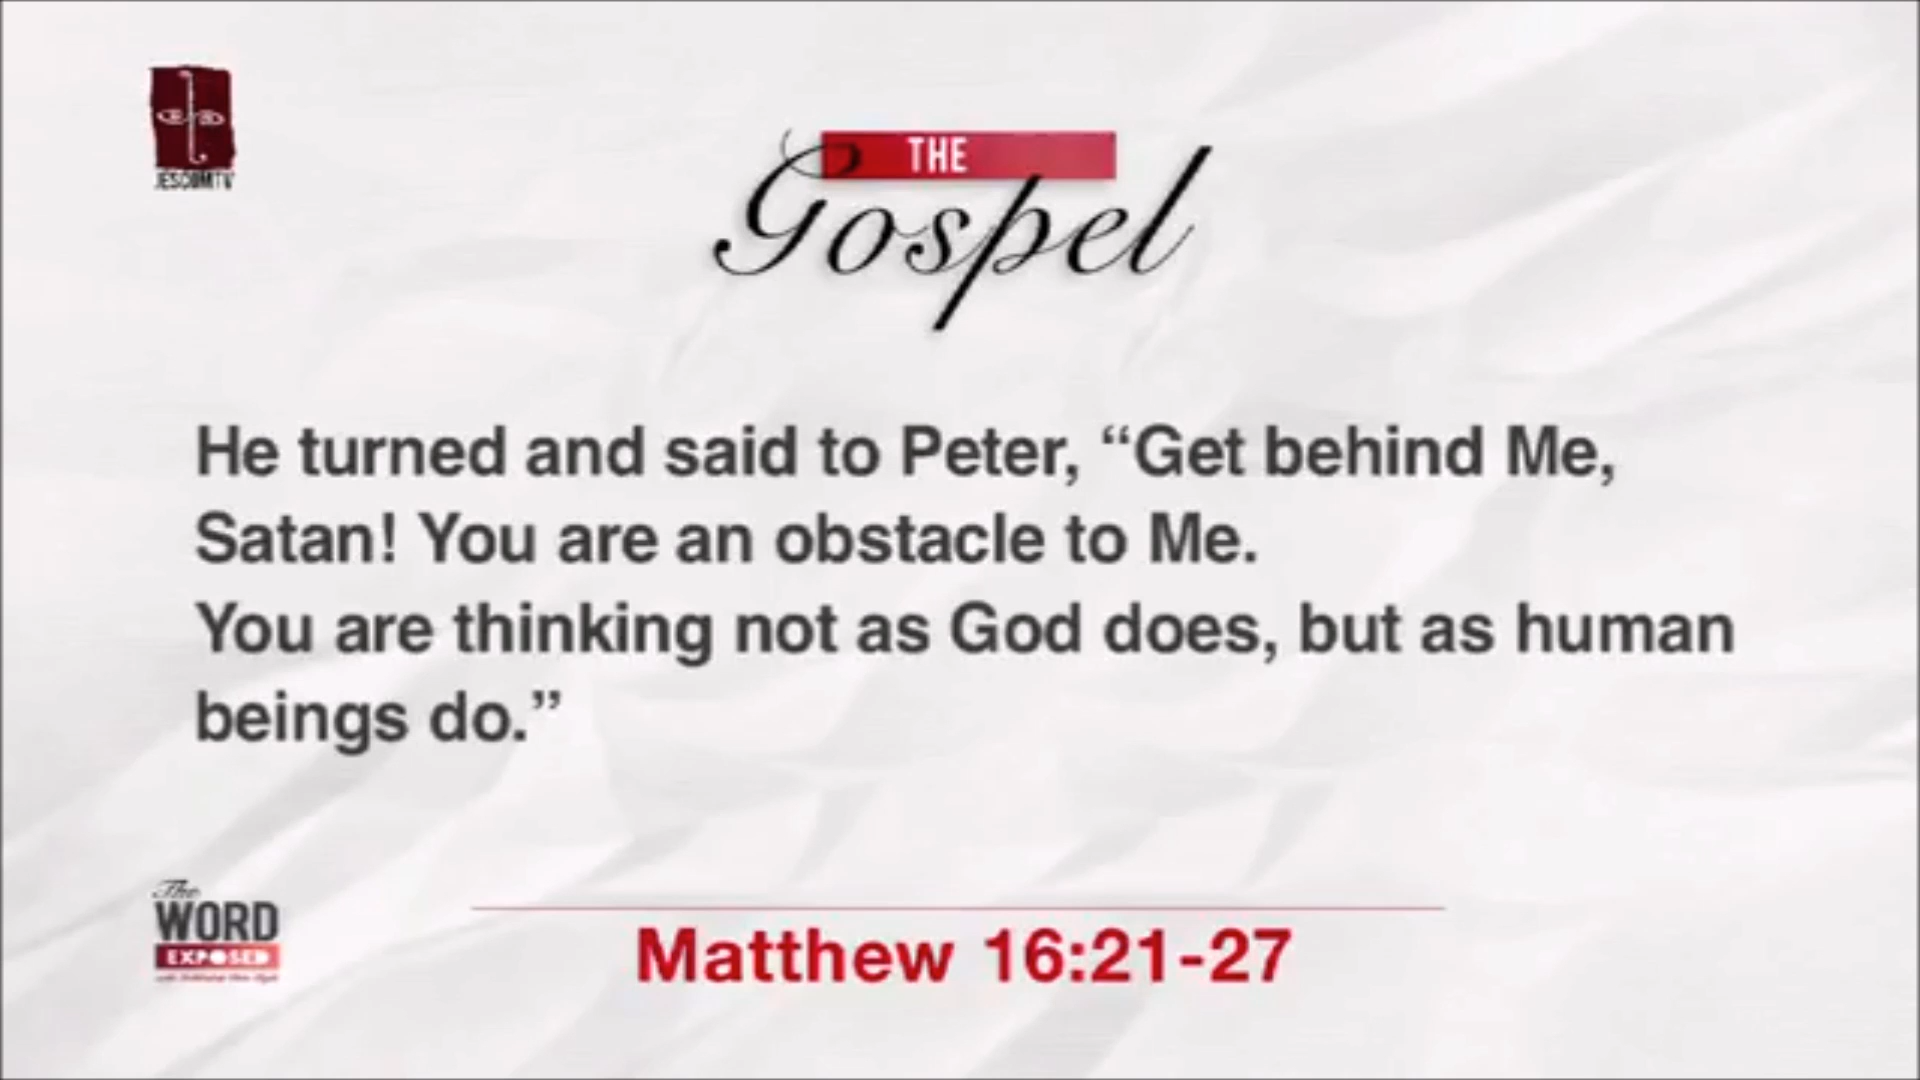 JESCOMTV
THE
Gospel
He turned and said to Peter, “Get behind Me,
Satan! You are an obstacle to Me.
You are thinking not as God does, but as human
beings do.”
The
WORD
EXPOSED
Matthew 16:21-27